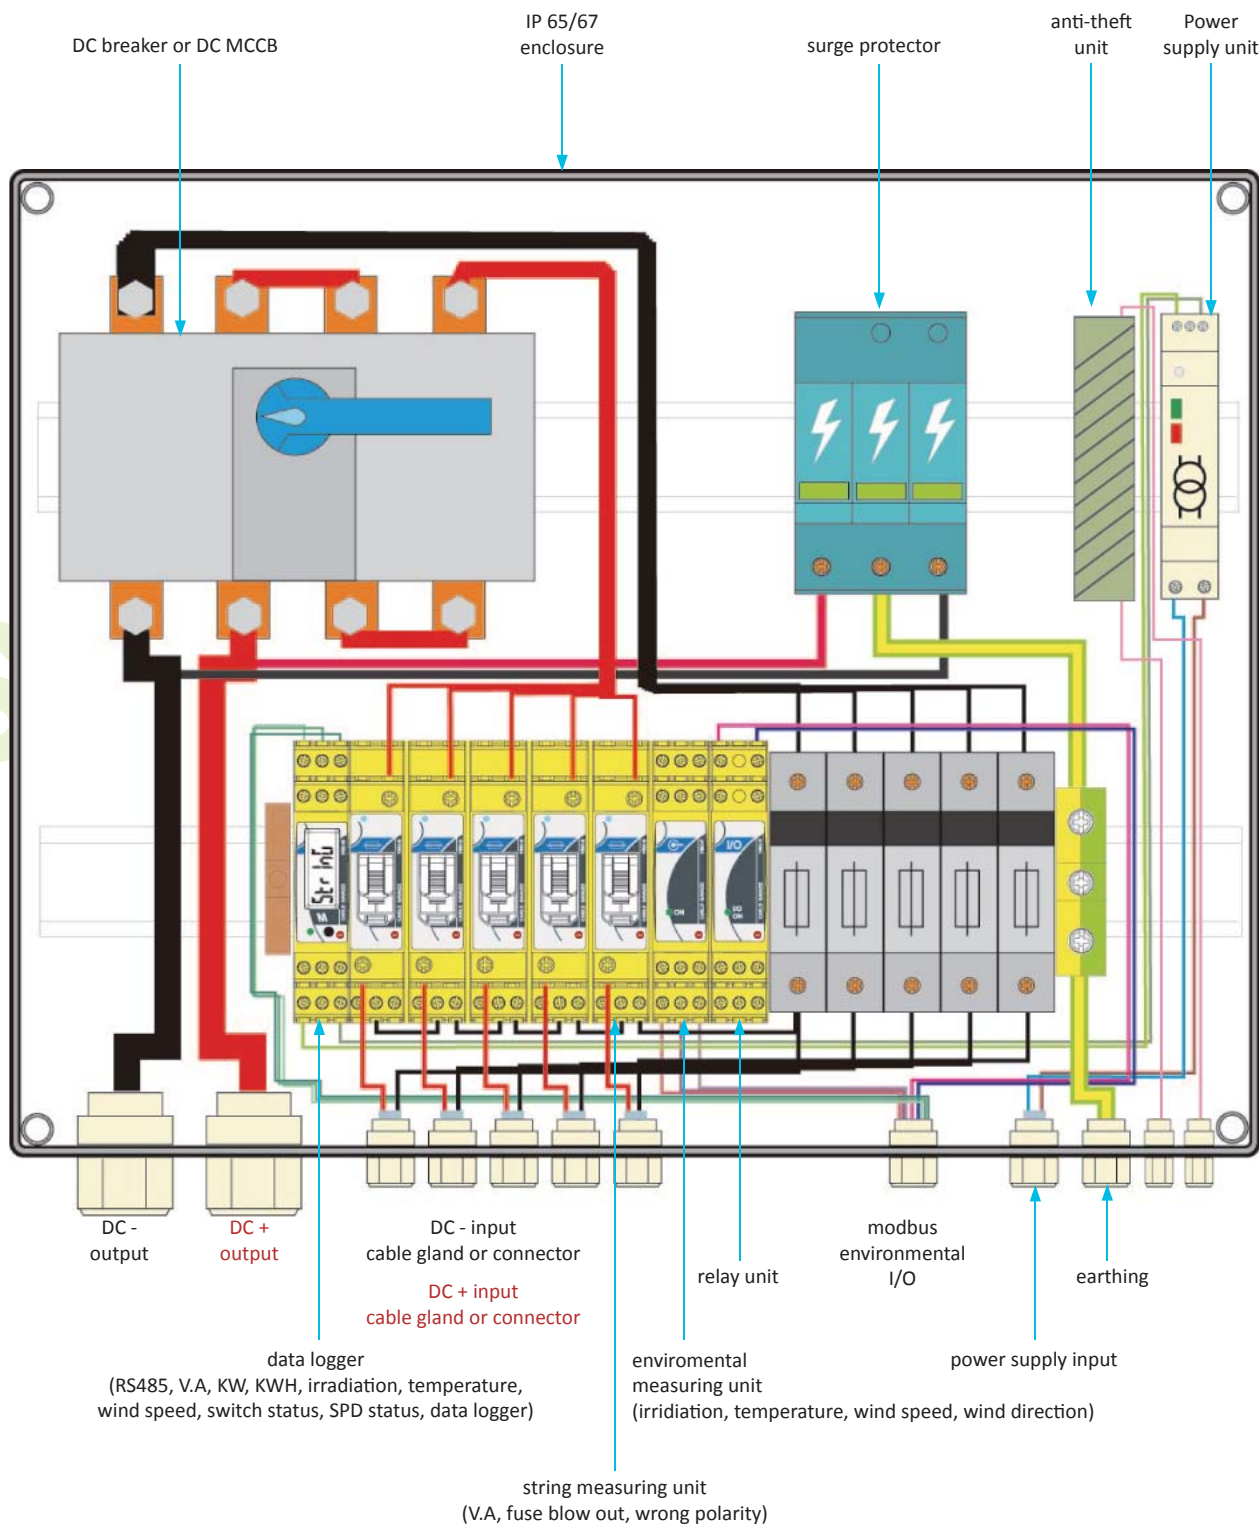 IP 65/67
enclosure
DC breaker or DC MCCB
surge protector
anti-theft
unit
Power
supply unit
Str InG
M
I/O
ON
I/O
ON
DC -
output
DC +
output
DC - input
cable gland or connector
DC + input
cable gland or connector
relay unit
modbus
environmental
I/O
earthing
data logger
(RS485, V.A, KW, KWH, irradiation, temperature,
wind speed, switch status, SPD status, data logger)
enviromental
measuring unit
(irridiation, temperature, wind speed, wind direction)
power supply input
string measuring unit
(V.A, fuse blow out, wrong polarity)